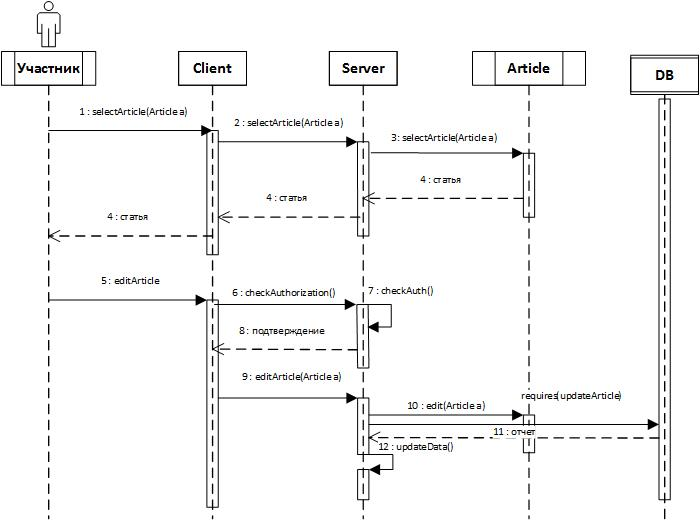 Участник
Client
Server
Article
DB
1 : selectArticle(Article a)
2 : selectArticle(Article a)
3 : selectArticle(Article a)
4 : статья
4 : статья
4 : статья
5 : editArticle
6 : checkAuthorization()
7 : checkAuth()
8 : подтверждение
9 : editArticle(Article a)
10 : edit(Article a)
requires(updateArticle)
11 : отчет
12 : updateData()